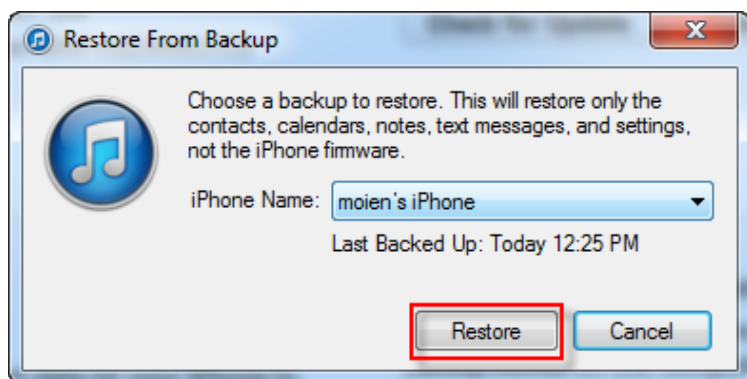 Restore From Backup
Choose a backup to restore. This will restore only the
contacts, calendars, notes, text messages, and settings,
not the iPhone firmware.
iPhone Name: moien's iPhone
Last Backed Up: Today 12:25 PM
Restore Cancel